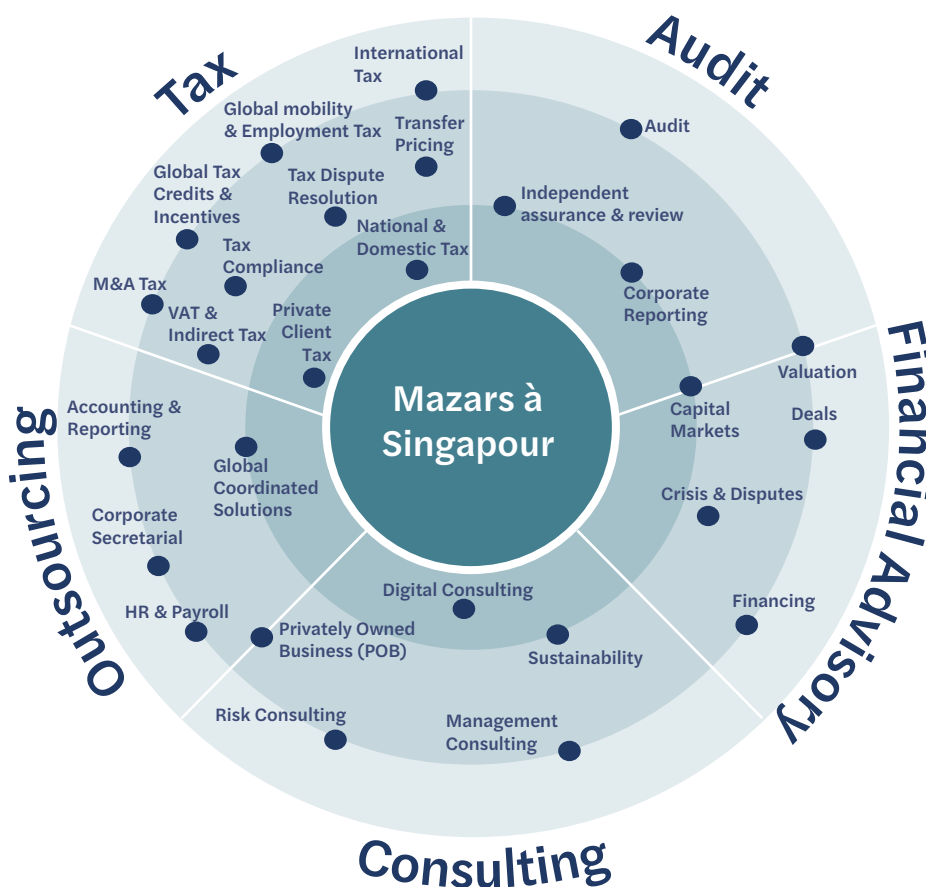 Tax
International
Tax
Global mobility
& Employment Tax
Transfer
Pricing
Global Tax
Credits &
Incentives
Tax Dispute
Resolution
National &
Domestic Tax
Tax
Compliance
M&A Tax
VAT &
Indirect Tax
Private
Client
Tax
Audit
Audit
Independent
assurance & review
Corporate
Reporting
Financial Advisory
Valuation
Capital
Markets
Deals
Crisis & Disputes
Financing
Mazars à
Singapour
Outsourcing
Accounting &
Reporting
Global
Coordinated
Solutions
Corporate
Secretarial
HR & Payroll
Privately Owned
Business (POB)
Digital Consulting
Sustainability
Risk Consulting
Management
Consulting
Consulting